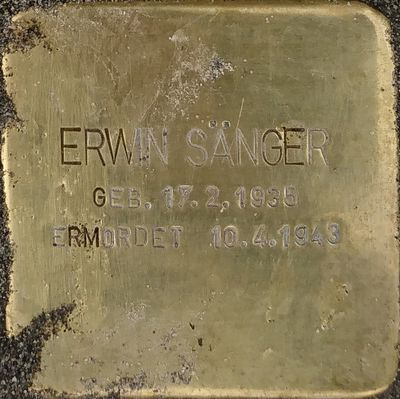 ERWIN SÄNGER
GEB. 17.2.1935
ERMORDET 10.4.1943